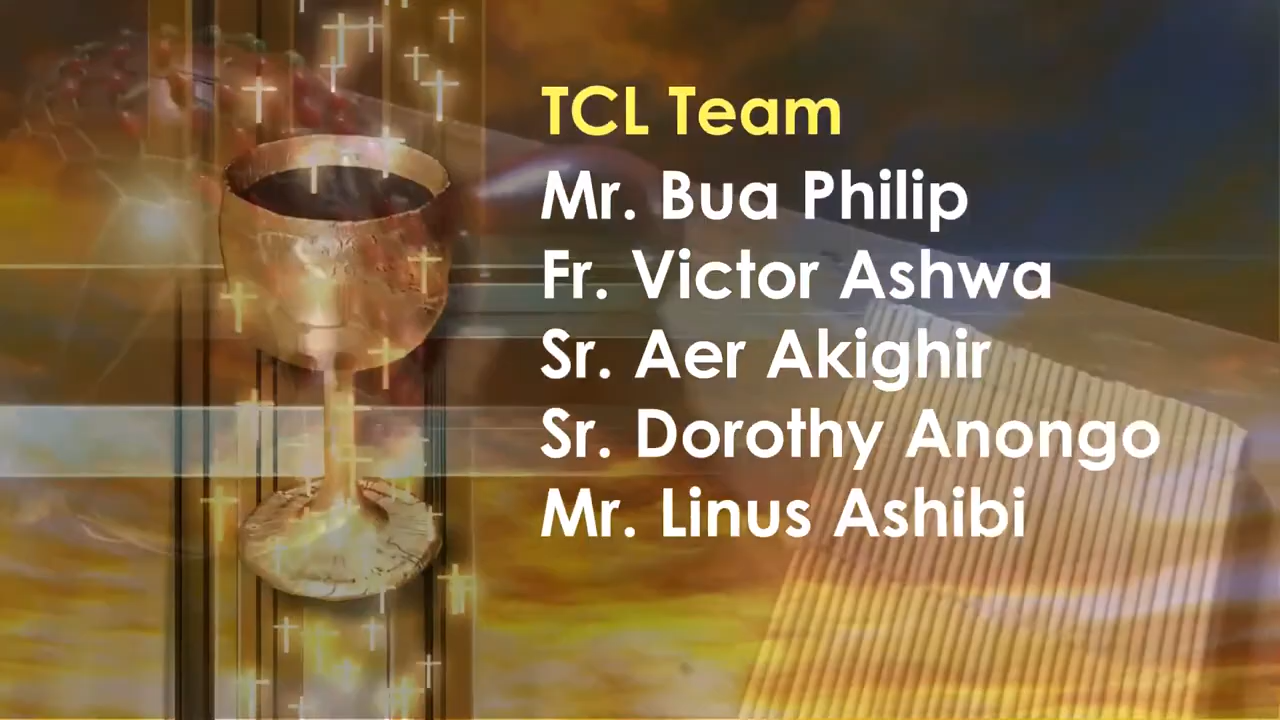 TCL Team
Mr. Bua Philip
Fr. Victor Ashwa
Sr. Aer Akighir
Sr. Dorothy Anongo
Mr. Linus Ashibi